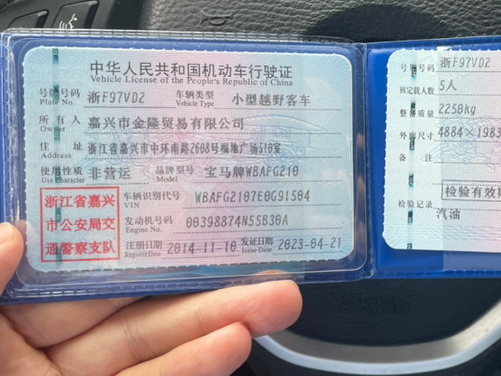 中华人民共和国机动车行驶证
Vehicle License of the People's Republic of China
号牌号码 浙F97VD2 车辆类型 小型越野客车
Plate No. Vehicle Type
所有人 嘉兴市金隆贸易有限公司
Owner
住址 浙江省嘉兴市中环南路2608号福地广场510室
Address
使用性质 非营运 品牌型号 宝马牌WBAFG210
Use Character Model
浙江省嘉兴
市公安局交
通警察支队
车辆识别代号 WBAFG2107E0G91504
VIN
发动机号码 00398874N55B30A
Engine No.
注册日期 2014-11-10 发证日期 2023-04-21
Register Date Issue Date
号牌号码 浙F97VD2
核定载人数 5人
整备质量 2250kg
外廓尺寸 4884×1983
备注
检验有效期
检验记录
汽油